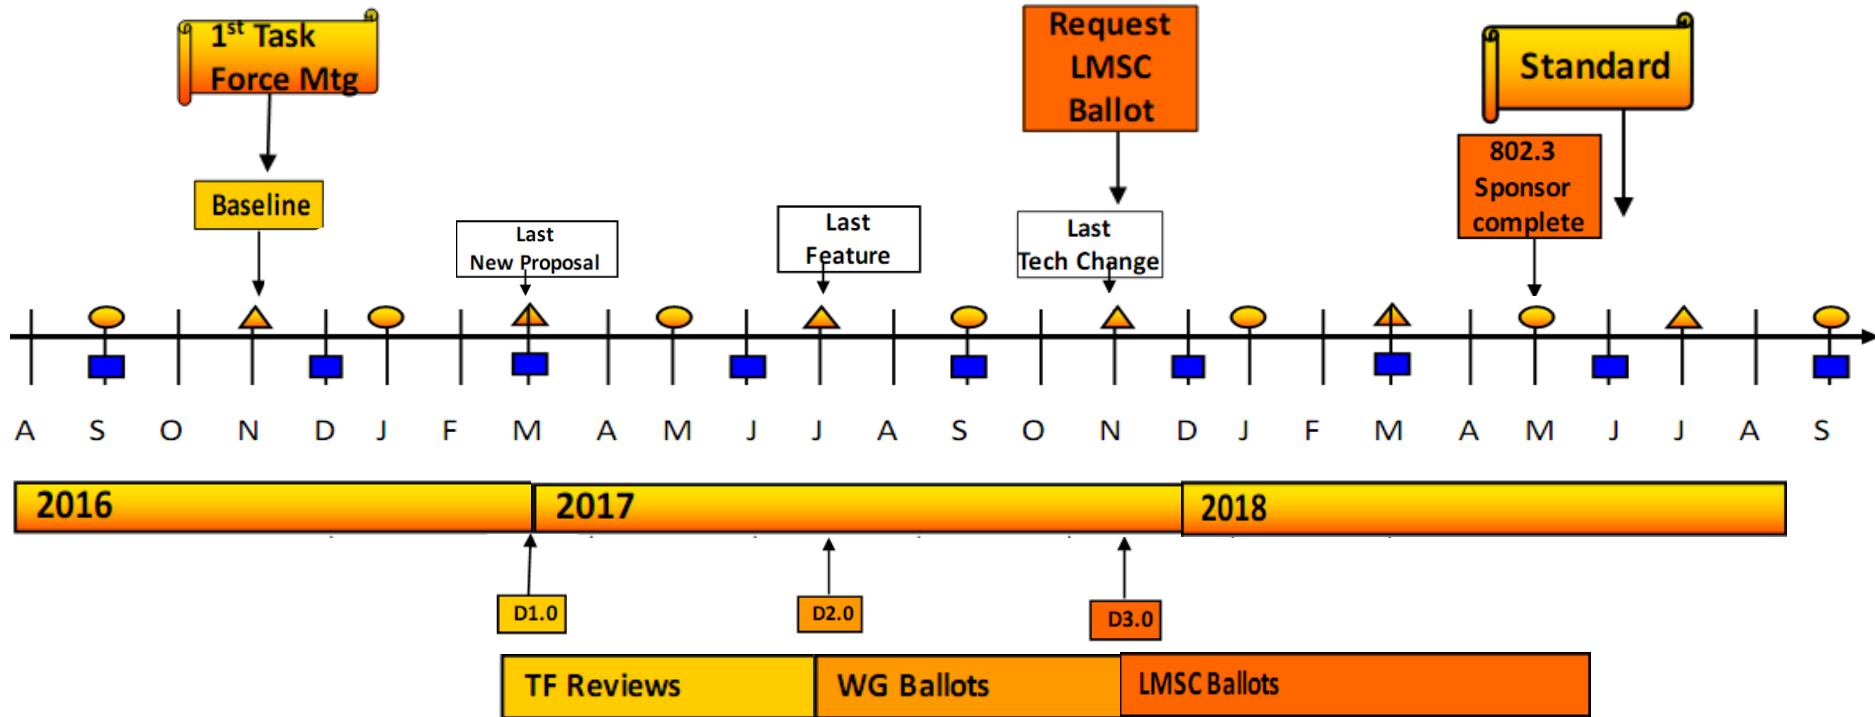 1st Task
Force Mtg
Request
LMSC
Ballot
Standard
802.3
Sponsor
complete
Baseline
Last
New Proposal
Last
Feature
Last
Tech Change
A S O N D J F M A M J J A S O N D J F M A M J J A S
2016 2017 2018
D1.0 D2.0 D3.0
TF Reviews WG Ballots LMSC Ballots